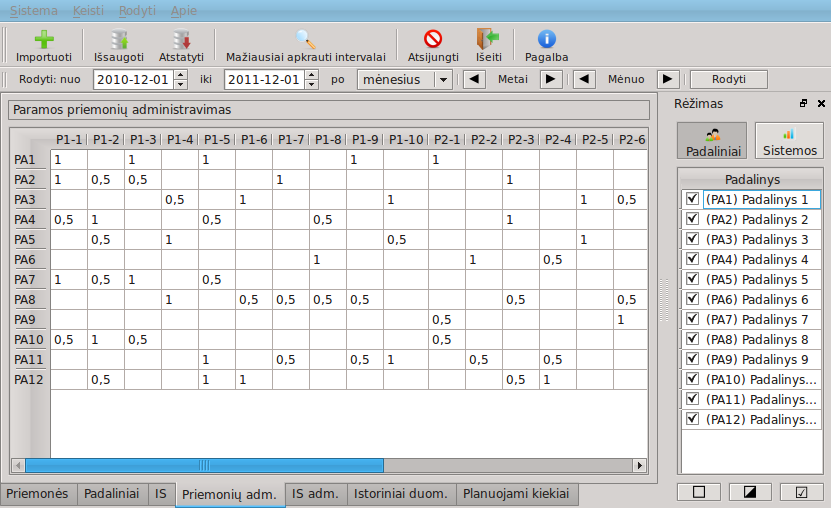 Sistema Keisti Rodyti Apie
Importuoti Išsaugoti Atstatyti Mažiausiai apkrauti intervalai Atsijungti Išeiti Pagalba
Rodyti: nuo 2010-12-01 iki 2011-12-01 po mėnesius Metai Mėnuo Rodyti
Paramos priemonių administravimas
P1-1 P1-2 P1-3 P1-4 P1-5 P1-6 P1-7 P1-8 P1-9 P1-10 P2-1 P2-2 P2-3 P2-4 P2-5 P2-6
PA1 1 1 1 1 1
PA2 1 0,5 0,5 1 1
PA3 0,5 1 1 1 0,5
PA4 0,5 1 0,5 0,5 1
PA5 0,5 1 0,5 1
PA6 1 1 0,5
PA7 1 0,5 1 0,5
PA8 1 0,5 0,5 0,5 0,5 0,5 0,5
PA9 0,5 1
PA10 0,5 1 0,5 0,5
PA11 1 0,5 0,5 1 0,5 0,5
PA12 0,5 1 1 0,5 1
Priemonės Padaliniai IS Priemonių adm. IS adm. Istoriniai duom. Planuojami kiekiai
Rėžimas
Padaliniai Sistemos
Padalinys
(PA1) Padalinys 1
(PA2) Padalinys 2
(PA3) Padalinys 3
(PA4) Padalinys 4
(PA5) Padalinys 5
(PA6) Padalinys 6
(PA7) Padalinys 7
(PA8) Padalinys 8
(PA9) Padalinys 9
(PA10) Padalinys...
(PA11) Padalinys...
(PA12) Padalinys...